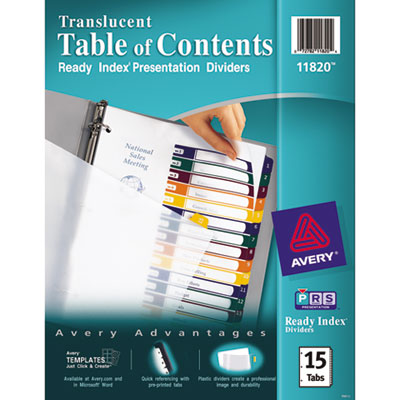 Translucent
Table of Contents
Ready Index® Presentation Dividers
11820™
National
Sales
Meeting
AVERY®
PRS
PRESENTATION
Ready Index®
Dividers
Avery Advantages
Avery
TEMPLATES
Just Click & Create!
Available at Avery.com and
in Microsoft® Word
Quick referencing with
pre-printed tabs
Plastic dividers create a professional
image and durability
15
Tabs